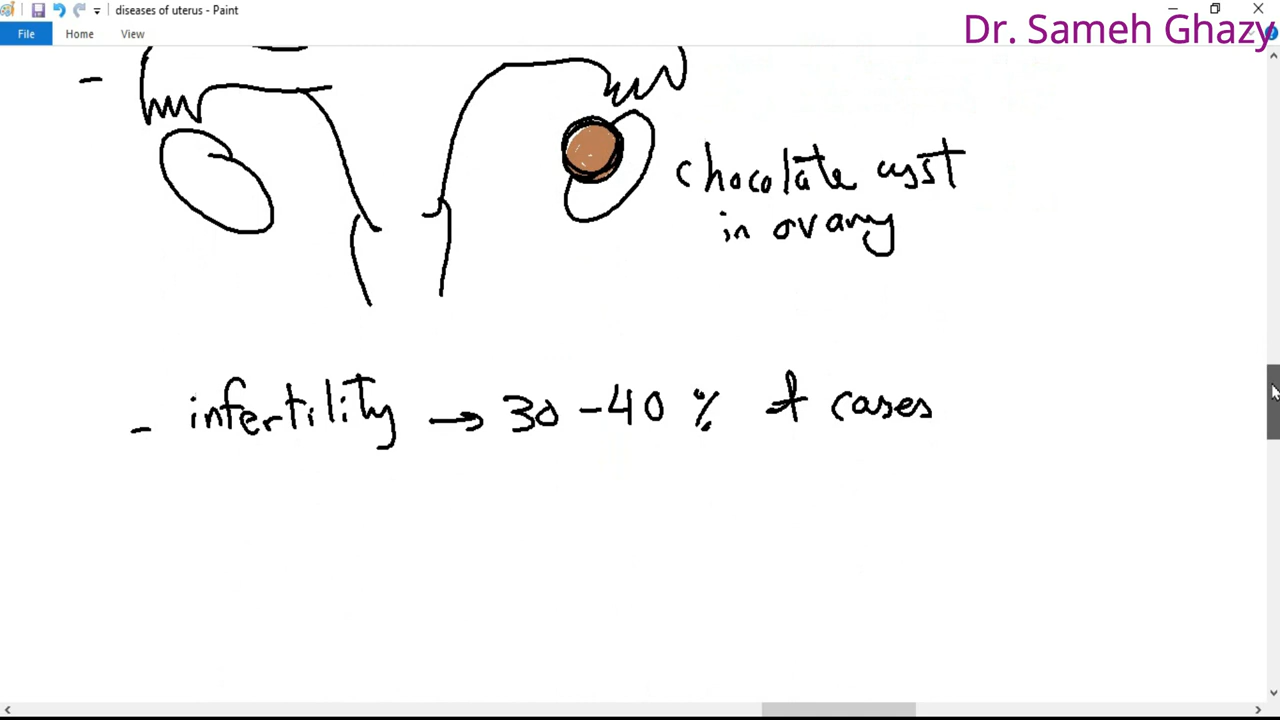 diseases of uterus - Paint
Dr. Sameh Ghazy
File Home View
-
chocolate cyst
in ovary
- infertility → 30 - 40 % of cases